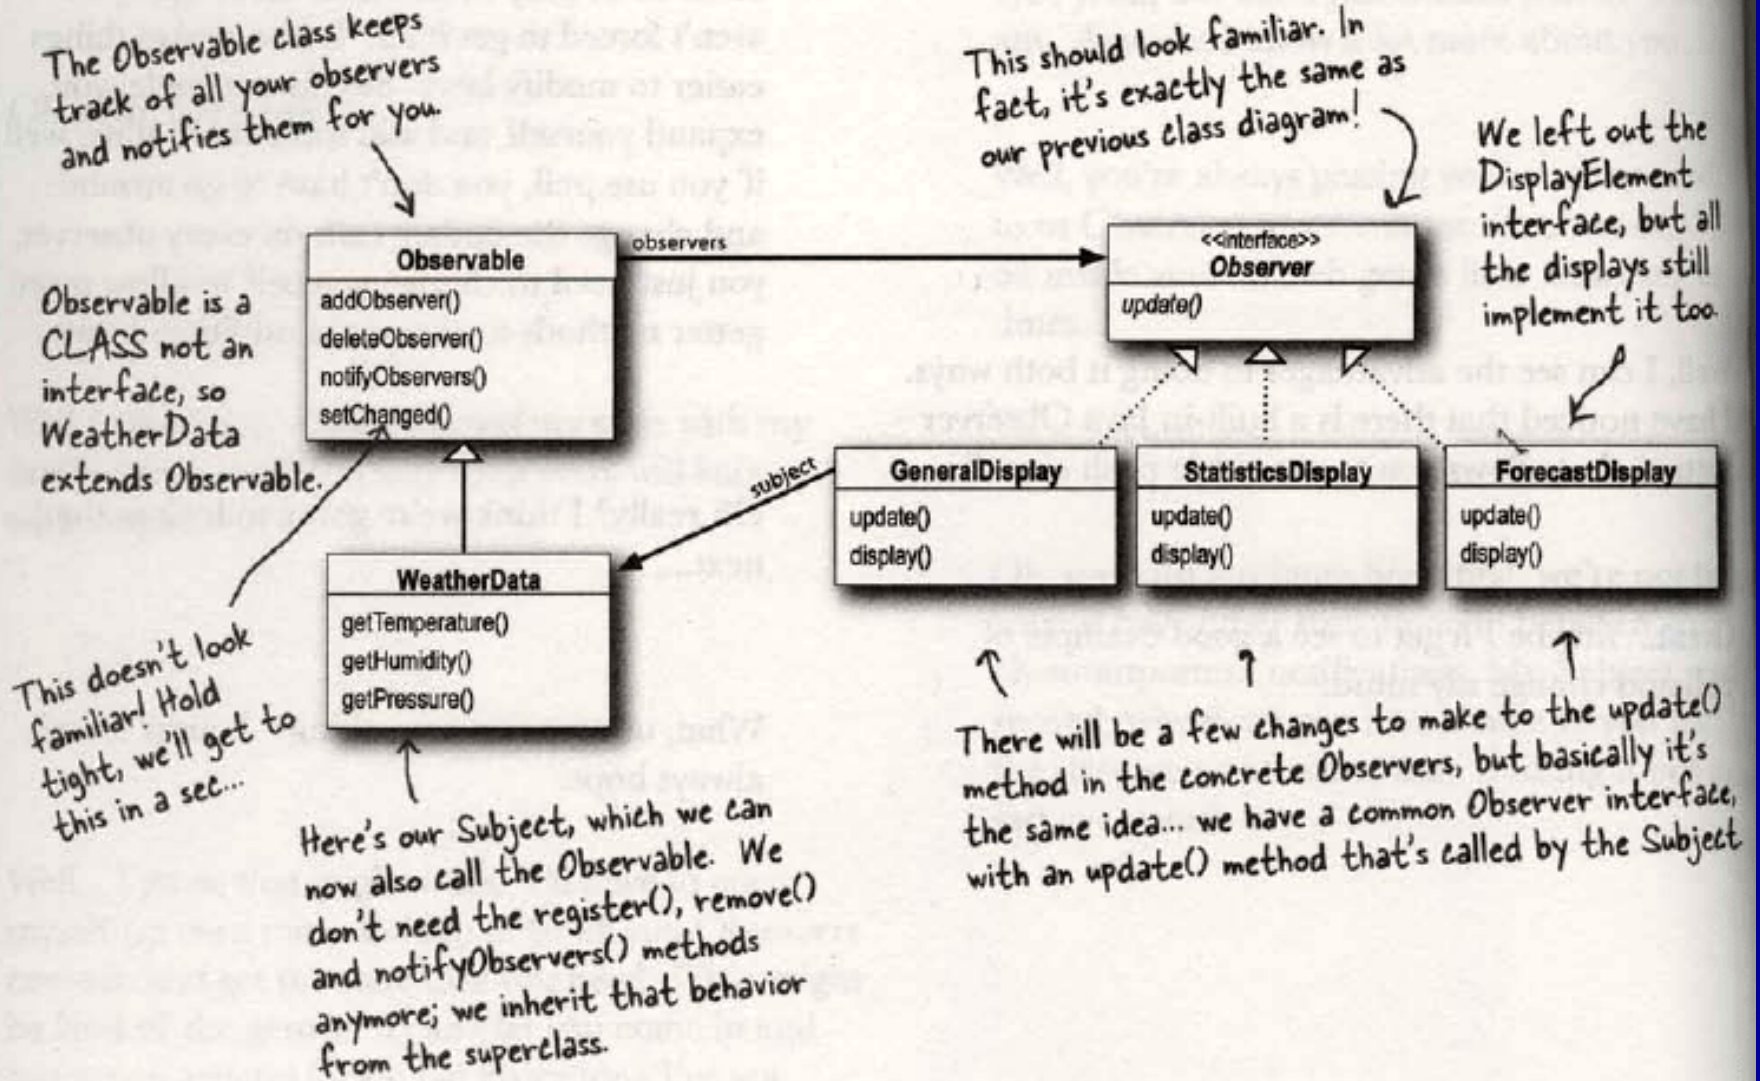 The Observable class keeps
track of all your observers
and notifies them for you.
This should look familiar. In
fact, it's exactly the same as
our previous class diagram!
We left out the
DisplayElement
interface, but all
the displays still
implement it too.
Observable is a
CLASS not an
interface, so
WeatherData
extends Observable.
Observable
addObserver()
deleteObserver()
notifyObservers()
setChanged()
observers
<<interface>>
Observer
update()
subject
GeneralDisplay
update()
display()
StatisticsDisplay
update()
display()
ForecastDisplay
update()
display()
WeatherData
getTemperature()
getHumidity()
getPressure()
This doesn't look
familiar! Hold
tight, we'll get to
this in a sec...
Here's our Subject, which we can
now also call the Observable. We
don't need the register(), remove()
and notifyObservers() methods
anymore; we inherit that behavior
from the superclass.
There will be a few changes to make to the update()
method in the concrete Observers, but basically it's
the same idea... we have a common Observer interface,
with an update() method that's called by the Subject